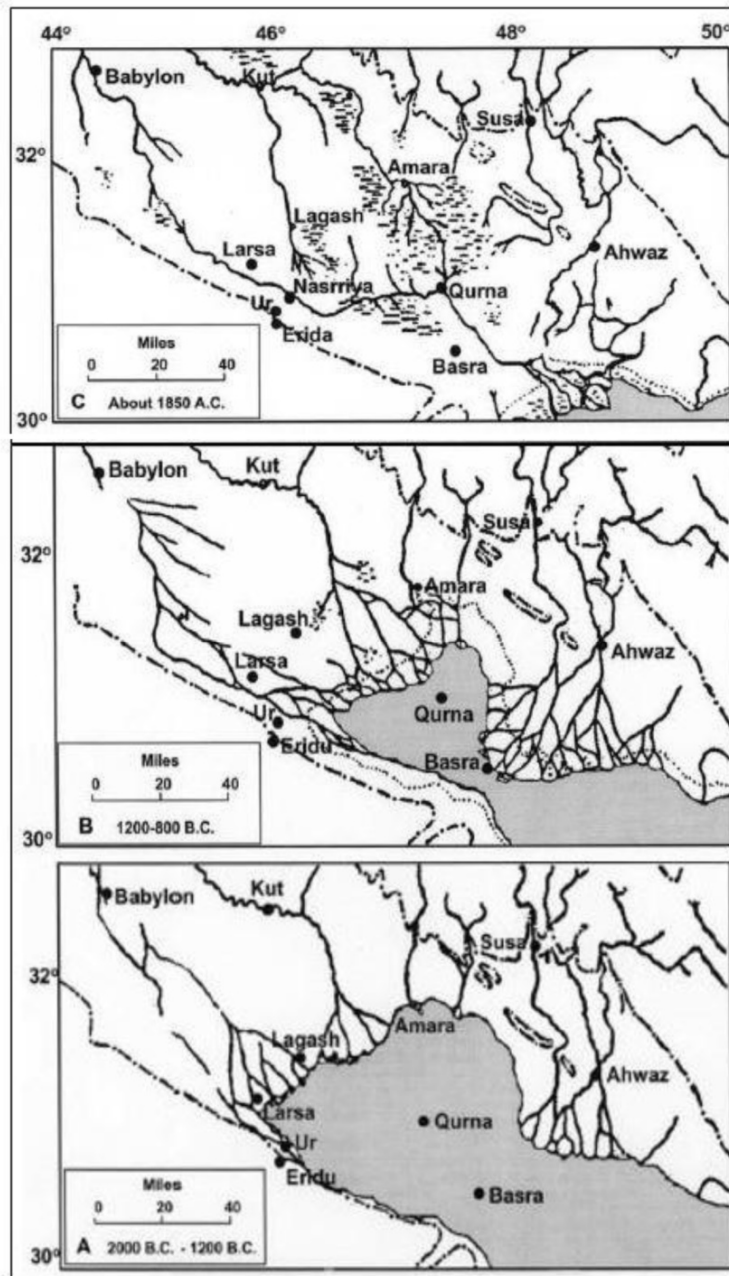 44° 46° 48° 50°
Babylon
Kut
Susa
32°
Amara
Lagash
Larsa
Ahwaz
Nasrriya
Qurna
Ur
Erida
Miles
0 20 40
Basra
C About 1850 A.C.
30°
Babylon
Kut
Susa
32°
Amara
Lagash
Ahwaz
Larsa
Qurna
Ur
Eridu
Basra
Miles
0 20 40
B 1200-800 B.C.
30°
Babylon
Kut
Susa
32°
Amara
Lagash
Ahwaz
Larsa
Qurna
Ur
Eridu
Miles
Basra
0 20 40
A 2000 B.C. - 1200 B.C.
30°